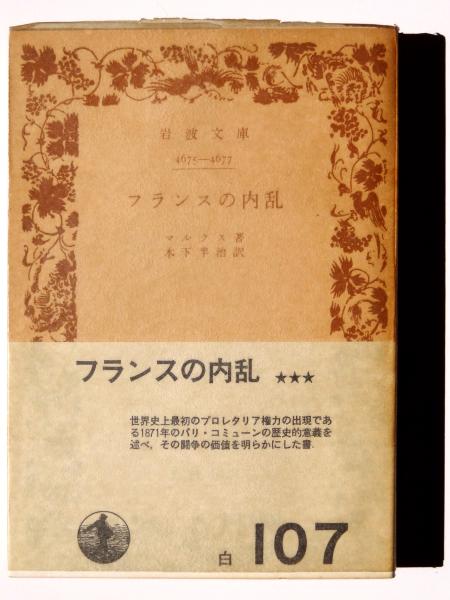 岩波文庫
4675—4677
フランスの内乱
マルクス著
木下半治訳
フランスの内乱 ★★★
世界史上最初のプロレタリア権力の出現であ
る1871年のパリ・コミューンの歴史的意義を
述べ，その闘争の価値を明らかにした書.
白 107